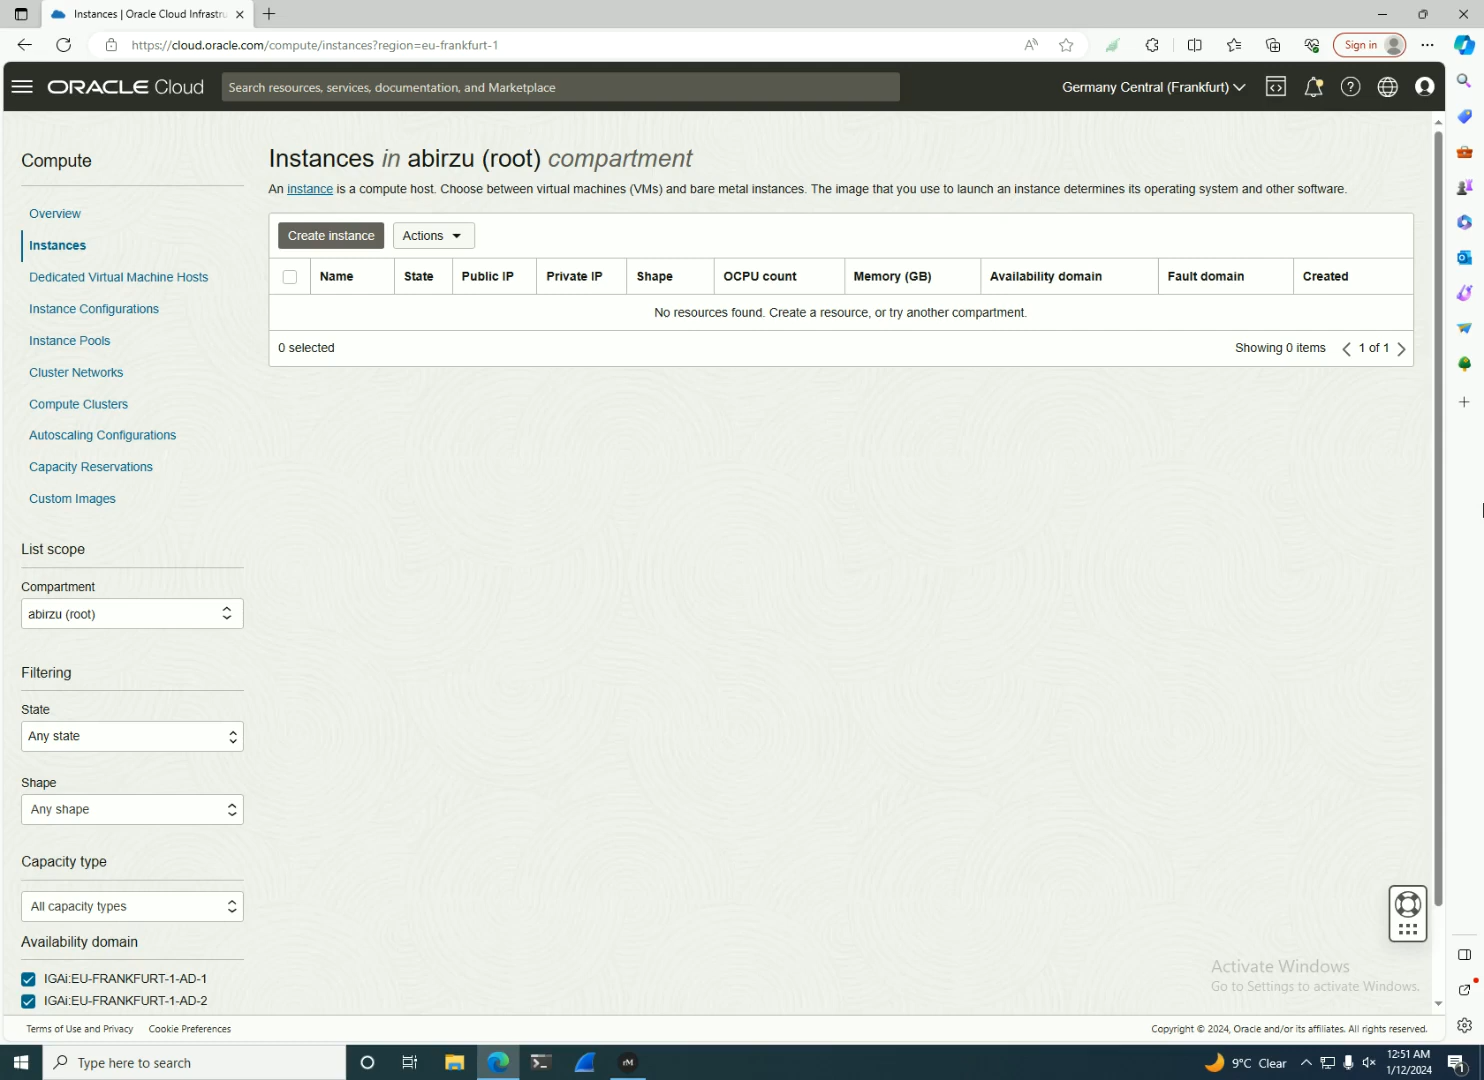 Instances | Oracle Cloud Infrastru
https://cloud.oracle.com/compute/instances?region=eu-frankfurt-1
Sign in
ORACLE Cloud
Search resources, services, documentation, and Marketplace
Germany Central (Frankfurt)
Compute
Overview
Instances
Dedicated Virtual Machine Hosts
Instance Configurations
Instance Pools
Cluster Networks
Compute Clusters
Autoscaling Configurations
Capacity Reservations
Custom Images
List scope
Compartment
abirzu (root)
Filtering
State
Any state
Shape
Any shape
Capacity type
All capacity types
Availability domain
IGAi:EU-FRANKFURT-1-AD-1
IGAi:EU-FRANKFURT-1-AD-2
Instances in abirzu (root) compartment
An instance is a compute host. Choose between virtual machines (VMs) and bare metal instances. The image that you use to launch an instance determines its operating system and other software.
Create instance Actions
Name State Public IP Private IP Shape OCPU count Memory (GB) Availability domain Fault domain Created
No resources found. Create a resource, or try another compartment.
0 selected Showing 0 items 1 of 1
Activate Windows
Go to Settings to activate Windows.
Terms of Use and Privacy Cookie Preferences Copyright © 2024, Oracle and/or its affiliates. All rights reserved.
Type here to search
rM
9°C Clear
12:51 AM
1/12/2024
1